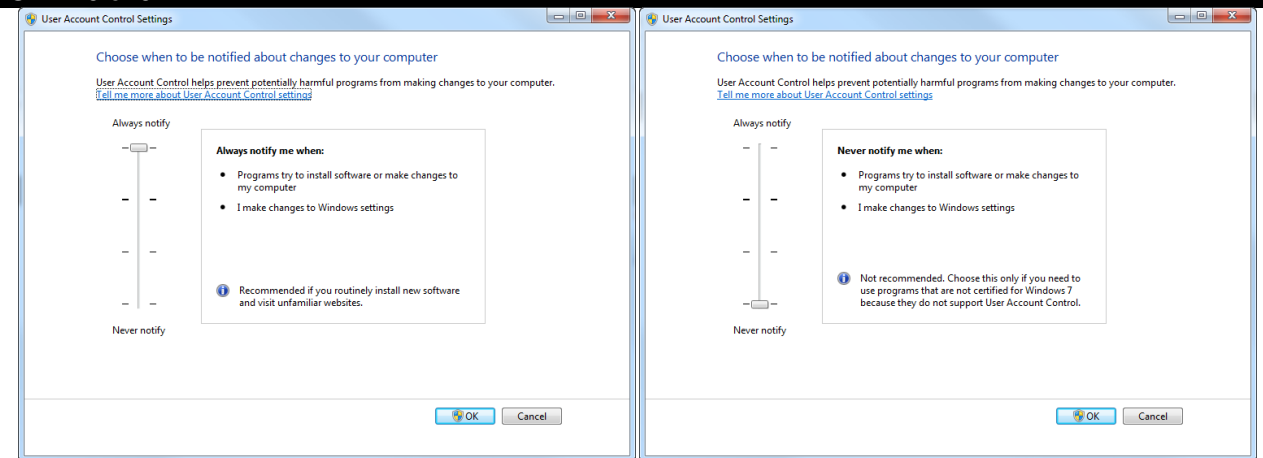 User Account Control Settings
Choose when to be notified about changes to your computer
User Account Control helps prevent potentially harmful programs from making changes to your computer.
Tell me more about User Account Control settings
Always notify
Always notify me when:
• Programs try to install software or make changes to
my computer
• I make changes to Windows settings
Recommended if you routinely install new software
and visit unfamiliar websites.
Never notify
OK
Cancel
User Account Control Settings
Choose when to be notified about changes to your computer
User Account Control helps prevent potentially harmful programs from making changes to your computer.
Tell me more about User Account Control settings
Always notify
Never notify me when:
• Programs try to install software or make changes to
my computer
• I make changes to Windows settings
Not recommended. Choose this only if you need to
use programs that are not certified for Windows 7
because they do not support User Account Control.
Never notify
OK
Cancel